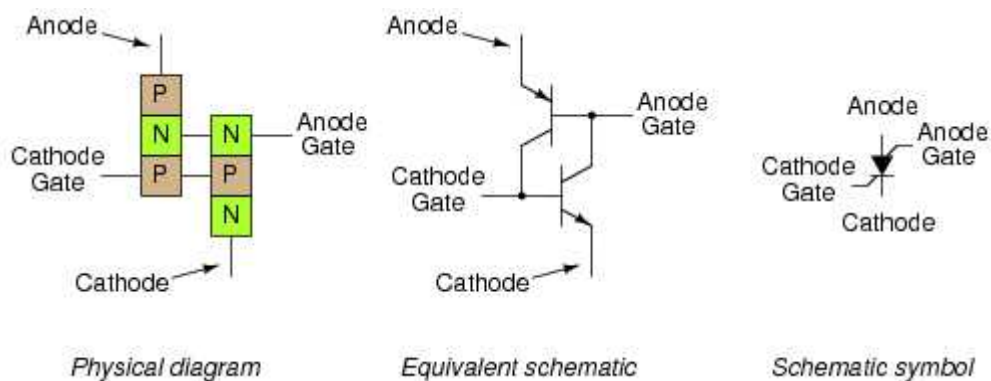 Anode
P
N
N
Anode
Gate
Cathode
Gate
P
P
N
Cathode
Physical diagram
Anode
Anode
Gate
Cathode
Gate
Cathode
Equivalent schematic
Anode
Anode
Gate
Cathode
Gate
Cathode
Schematic symbol